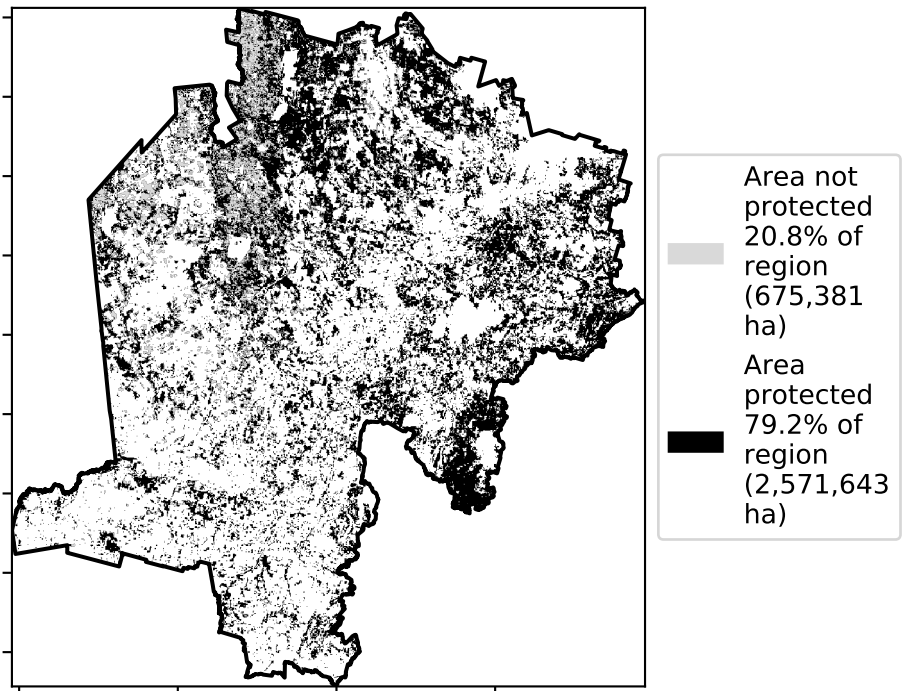 Area not
protected
20.8% of
region
(675,381
ha)
Area
protected
79.2% of
region
(2,571,643
ha)